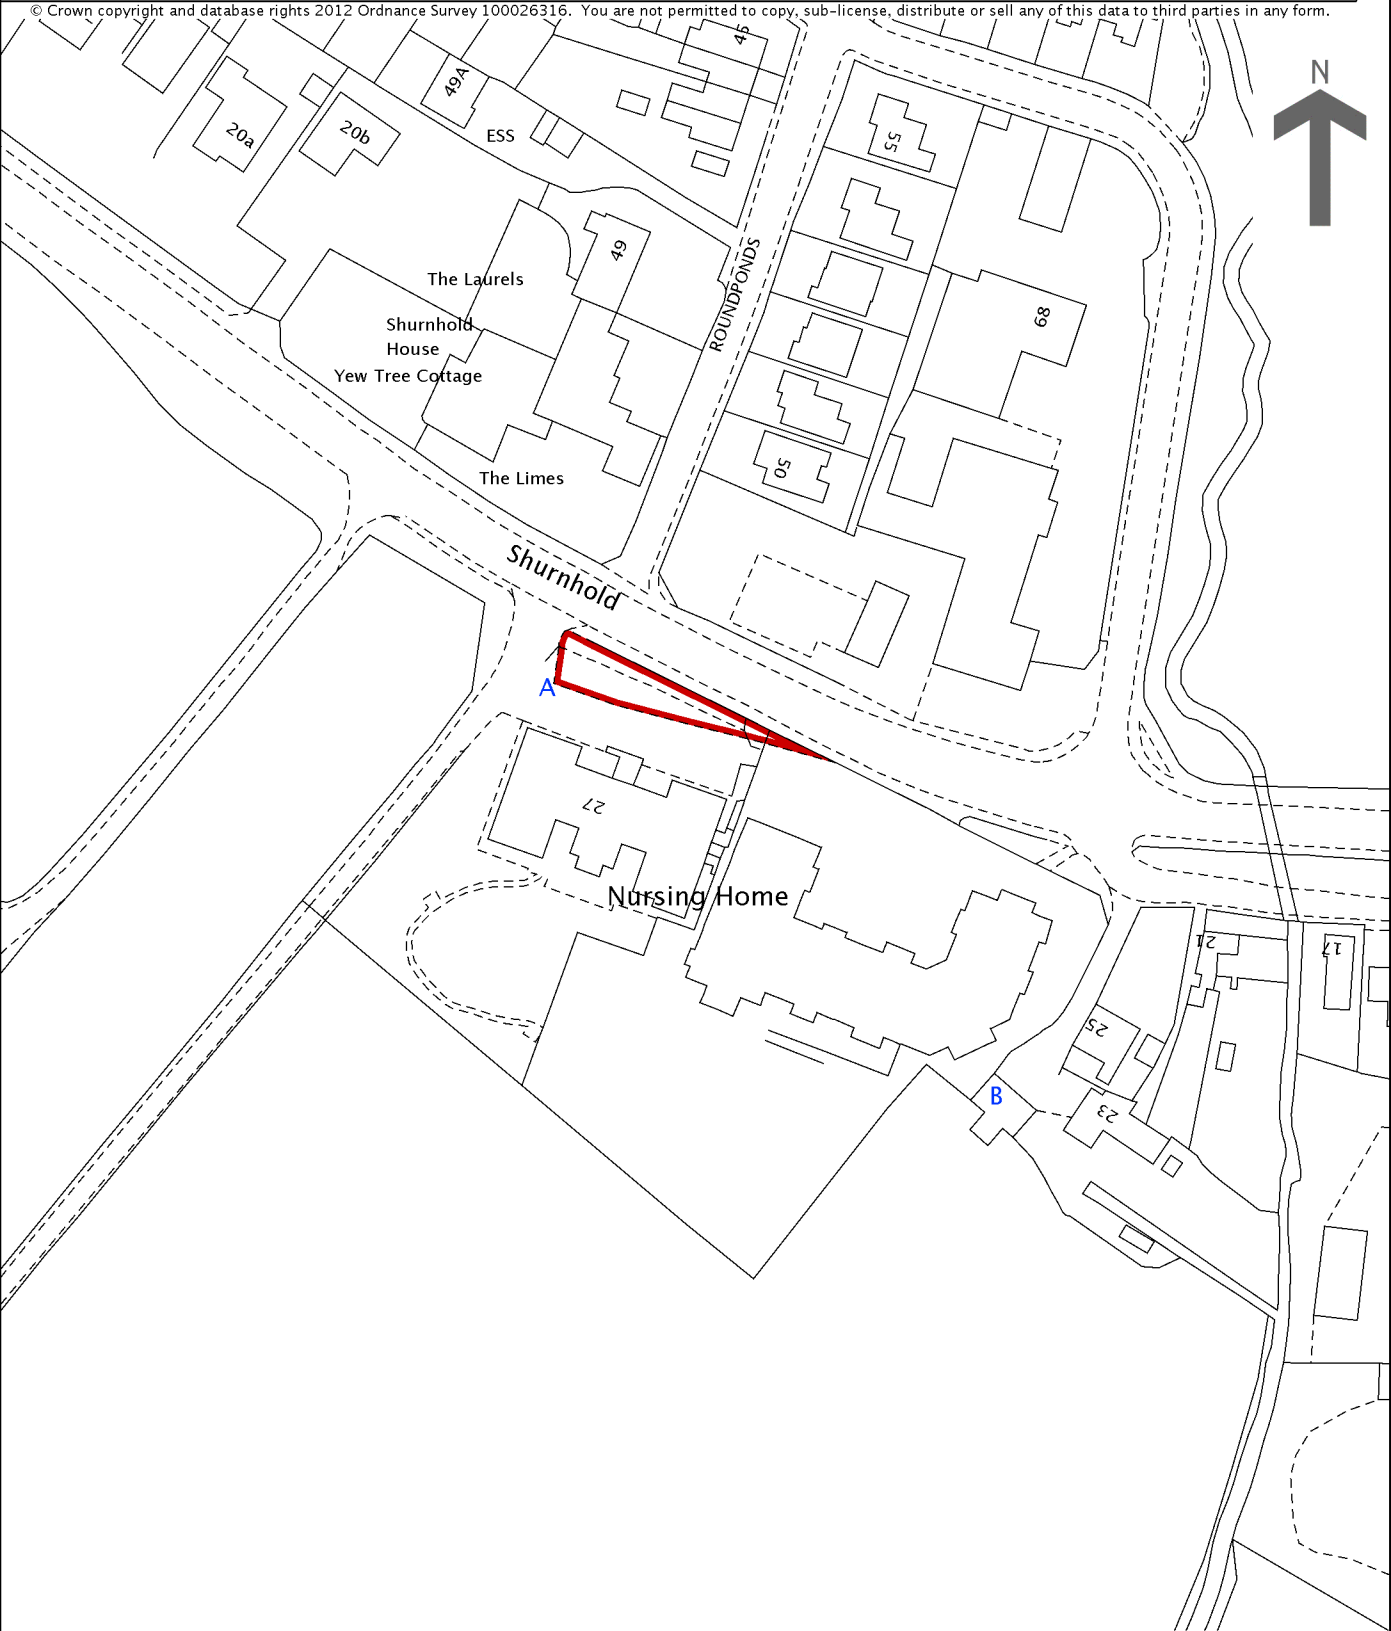 © Crown copyright and database rights 2012 Ordnance Survey 100026316. You are not permitted to copy, sub-license, distribute or sell any of this data to third parties in any form.
N
46
49A
20a
20b
ESS
55
49
ROUNDPONDS
The Laurels
Shurnhold
House
Yew Tree Cottage
68
50
The Limes
Shurnhold
A
27
Nursing Home
21
17
25
B
23